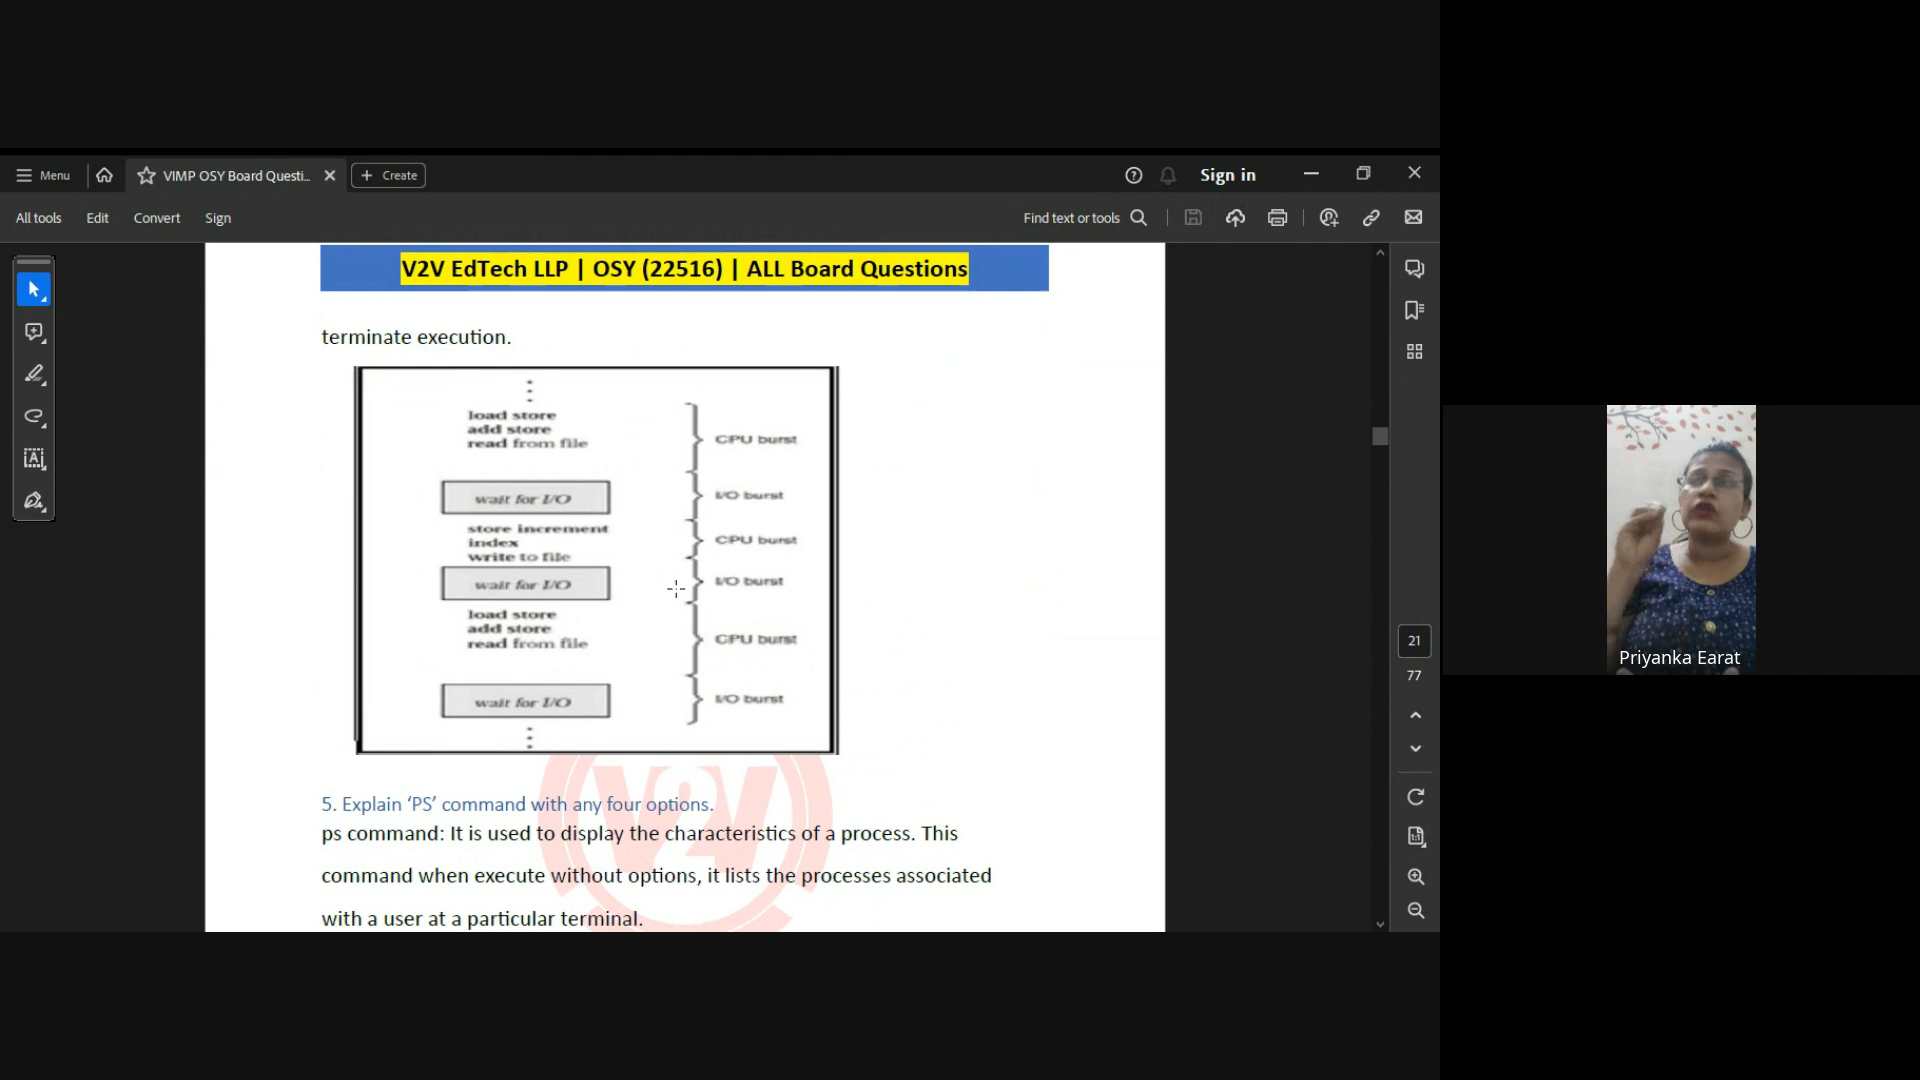 Menu
VIMP OSY Board Questi...
Create
Sign in
All tools
Edit
Convert
Sign
Find text or tools
V2V EdTech LLP | OSY (22516) | ALL Board Questions
terminate execution.
load store
add store
read from file
CPU burst
wait for I/O
I/O burst
store increment
index
write to file
CPU burst
wait for I/O
I/O burst
load store
add store
read from file
CPU burst
wait for I/O
I/O burst
5. Explain ‘PS’ command with any four options.
ps command: It is used to display the characteristics of a process. This
command when execute without options, it lists the processes associated
with a user at a particular terminal.
V2V
21
77
Priyanka Earat